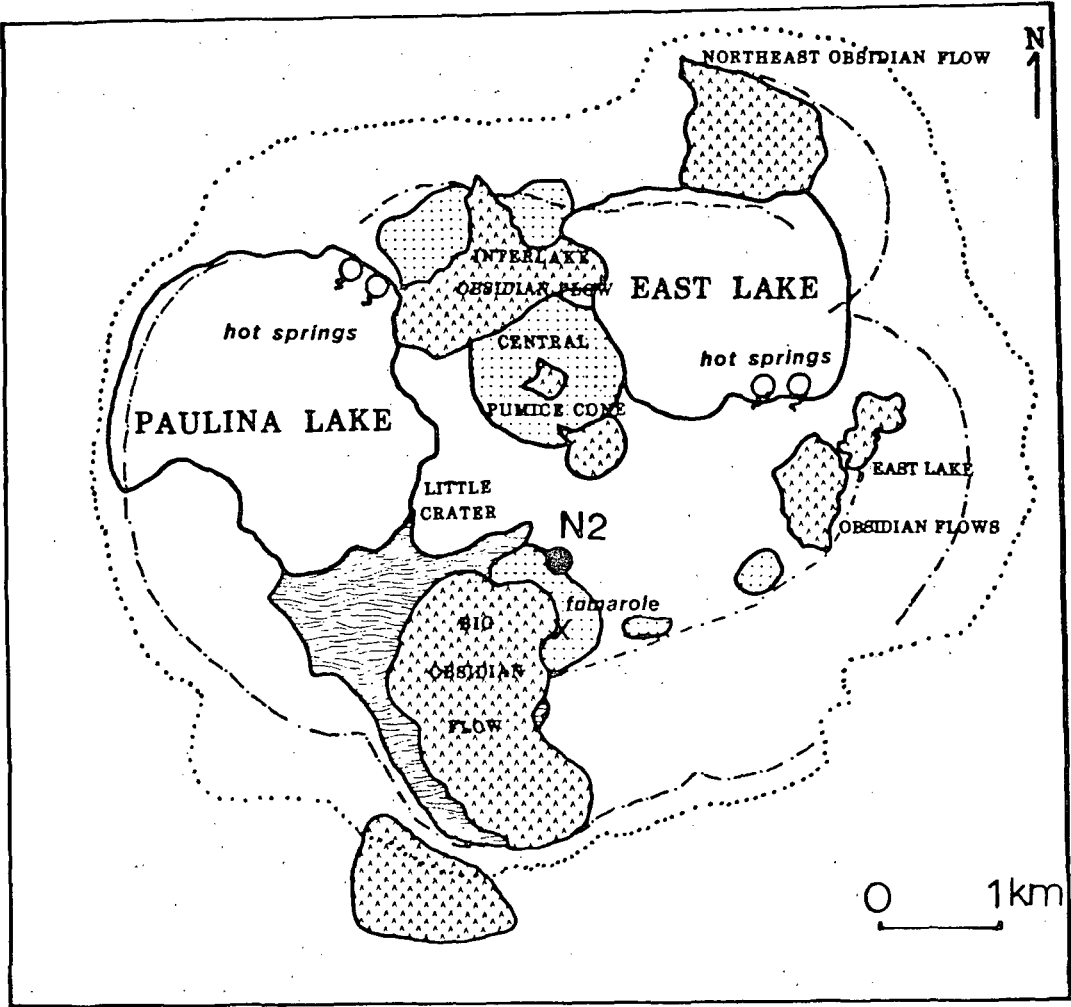 N
NORTHEAST OBSIDIAN FLOW
INTERLAKE
OBSIDIAN FLOW
EAST LAKE
hot springs
CENTRAL
hot springs
PUMICE CONE
PAULINA LAKE
EAST LAKE
LITTLE
CRATER
OBSIDIAN FLOWS
N2
fumarole
X
BIG
OBSIDIAN
FLOW
0 1km